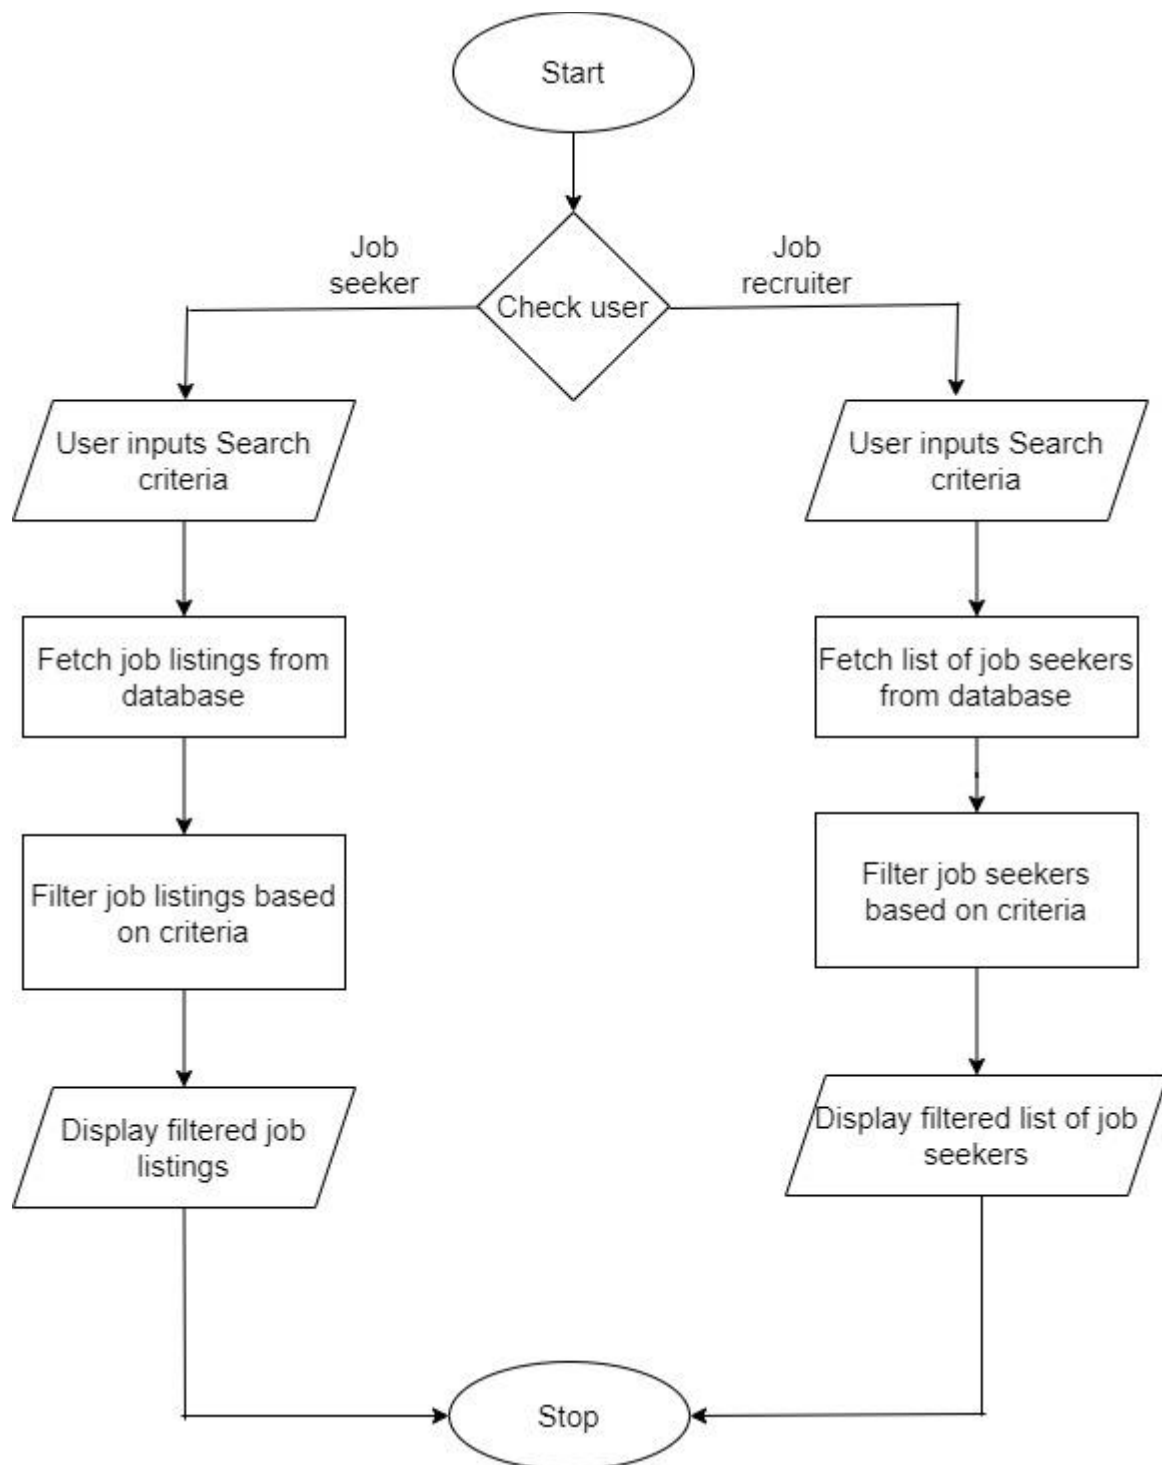 Start
Job
seeker
Job
recruiter
Check user
User inputs Search
criteria
User inputs Search
criteria
Fetch job listings from
database
Fetch list of job seekers
from database
Filter job listings based
on criteria
Filter job seekers
based on criteria
Display filtered job
listings
Display filtered list of job
seekers
Stop